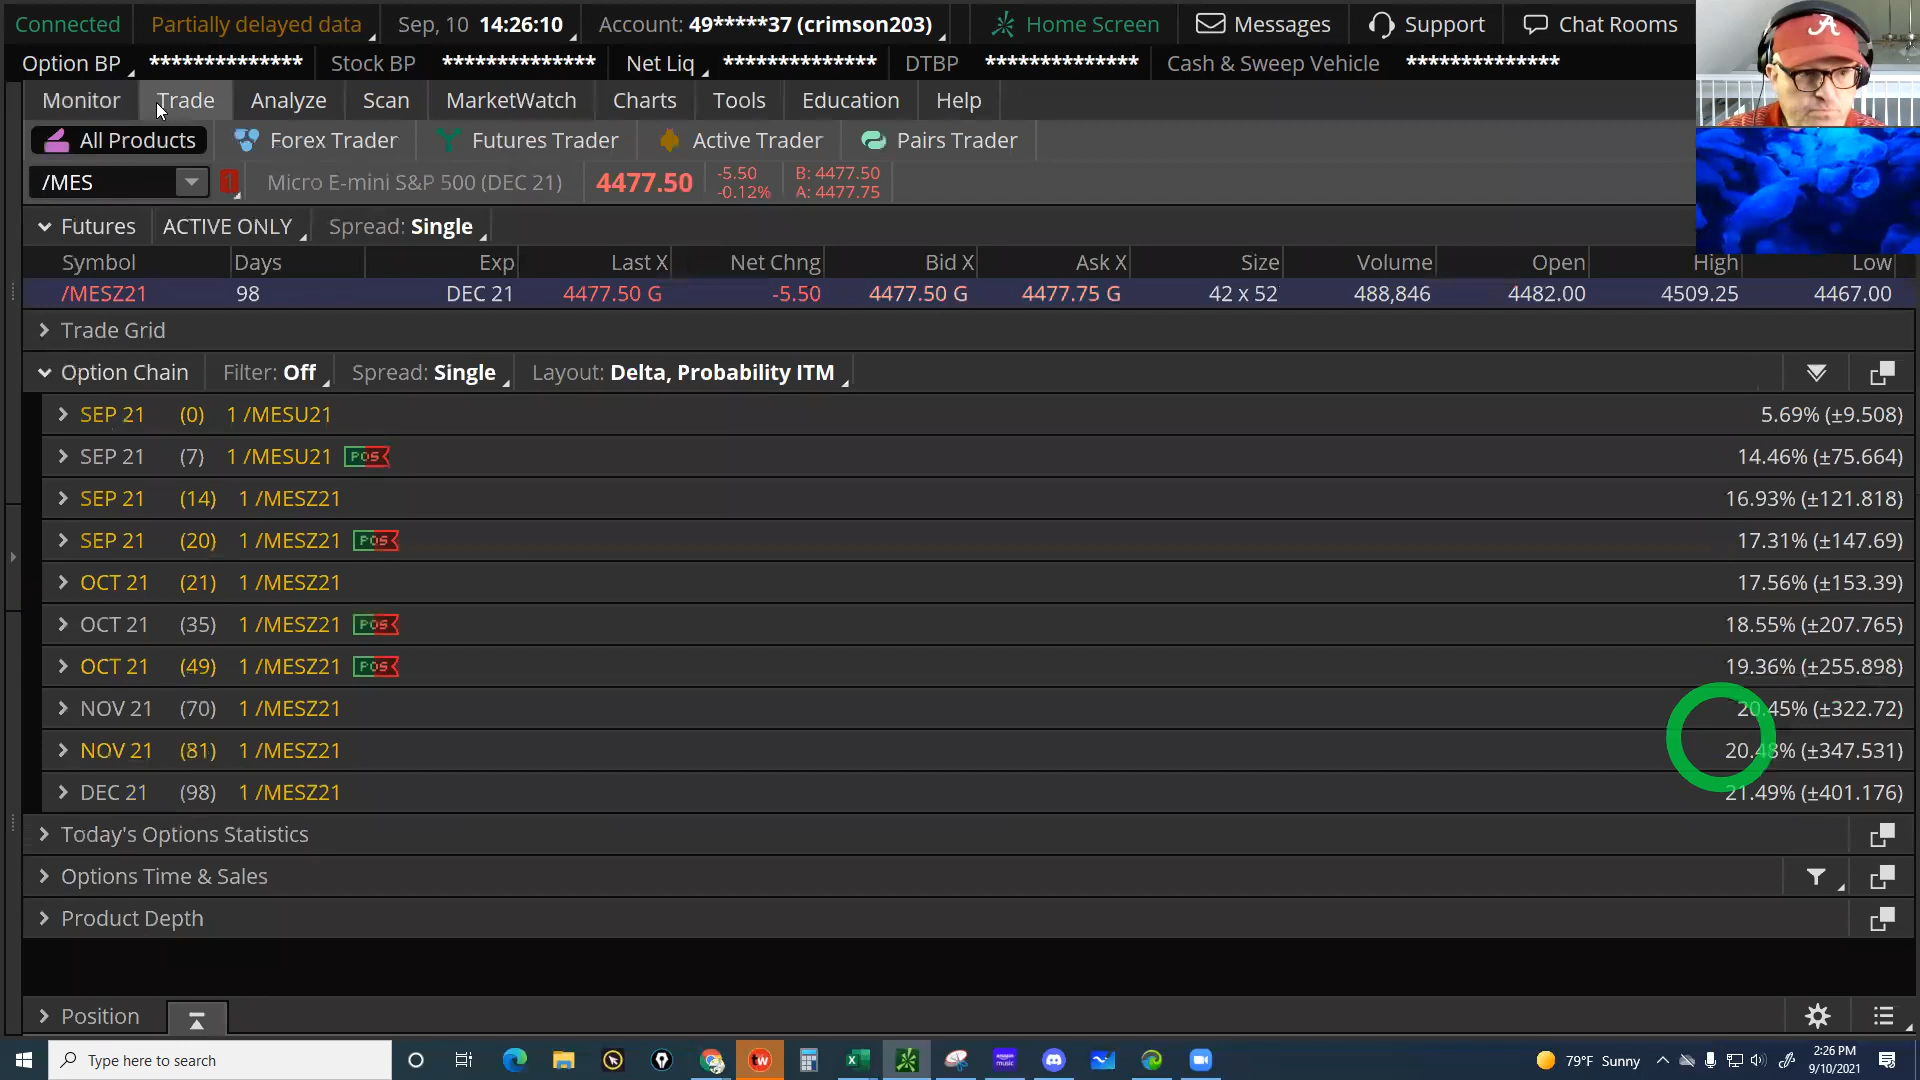 Connected Partially delayed data Sep, 10 14:26:10 Account: 49*****37 (crimson203) Home Screen Messages Support Chat Rooms
Option BP ************** Stock BP ************** Net Liq ************** DTBP ************** Cash & Sweep Vehicle **************
Monitor Trade Analyze Scan MarketWatch Charts Tools Education Help
All Products Forex Trader Futures Trader Active Trader Pairs Trader
/MES 1 Micro E-mini S&P 500 (DEC 21) 4477.50 -5.50 B: 4477.50
-0.12% A: 4477.75
Futures ACTIVE ONLY Spread: Single
Symbol Days Exp Last X Net Chng Bid X Ask X Size Volume Open High Low
/MESZ21 98 DEC 21 4477.50 G -5.50 4477.50 G 4477.75 G 42 x 52 488,846 4482.00 4509.25 4467.00
Trade Grid
Option Chain Filter: Off Spread: Single Layout: Delta, Probability ITM
SEP 21 (0) 1 /MESU21 5.69% (±9.508)
SEP 21 (7) 1 /MESU21 POS 14.46% (±75.664)
SEP 21 (14) 1 /MESZ21 16.93% (±121.818)
SEP 21 (20) 1 /MESZ21 POS 17.31% (±147.69)
OCT 21 (21) 1 /MESZ21 17.56% (±153.39)
OCT 21 (35) 1 /MESZ21 POS 18.55% (±207.765)
OCT 21 (49) 1 /MESZ21 POS 19.36% (±255.898)
NOV 21 (70) 1 /MESZ21 20.45% (±322.72)
NOV 21 (81) 1 /MESZ21 20.48% (±347.531)
DEC 21 (98) 1 /MESZ21 21.49% (±401.176)
Today's Options Statistics
Options Time & Sales
Product Depth
Position
Type here to search 79°F Sunny 2:26 PM
9/10/2021